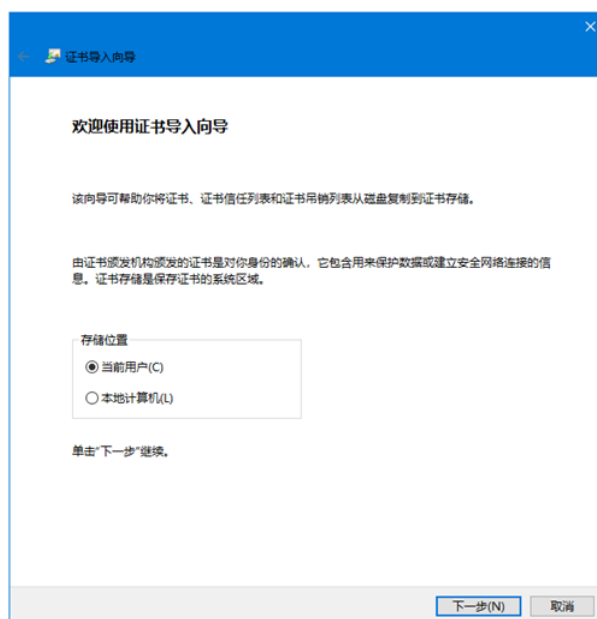 证书导入向导
欢迎使用证书导入向导
该向导可帮助你将证书、证书信任列表和证书吊销列表从磁盘复制到证书存储。
由证书颁发机构颁发的证书是对你身份的确认，它包含用来保护数据或建立安全网络连接的信
息。证书存储是保存证书的系统区域。
存储位置
当前用户(C)
本地计算机(L)
单击“下一步”继续。
下一步(N) 取消